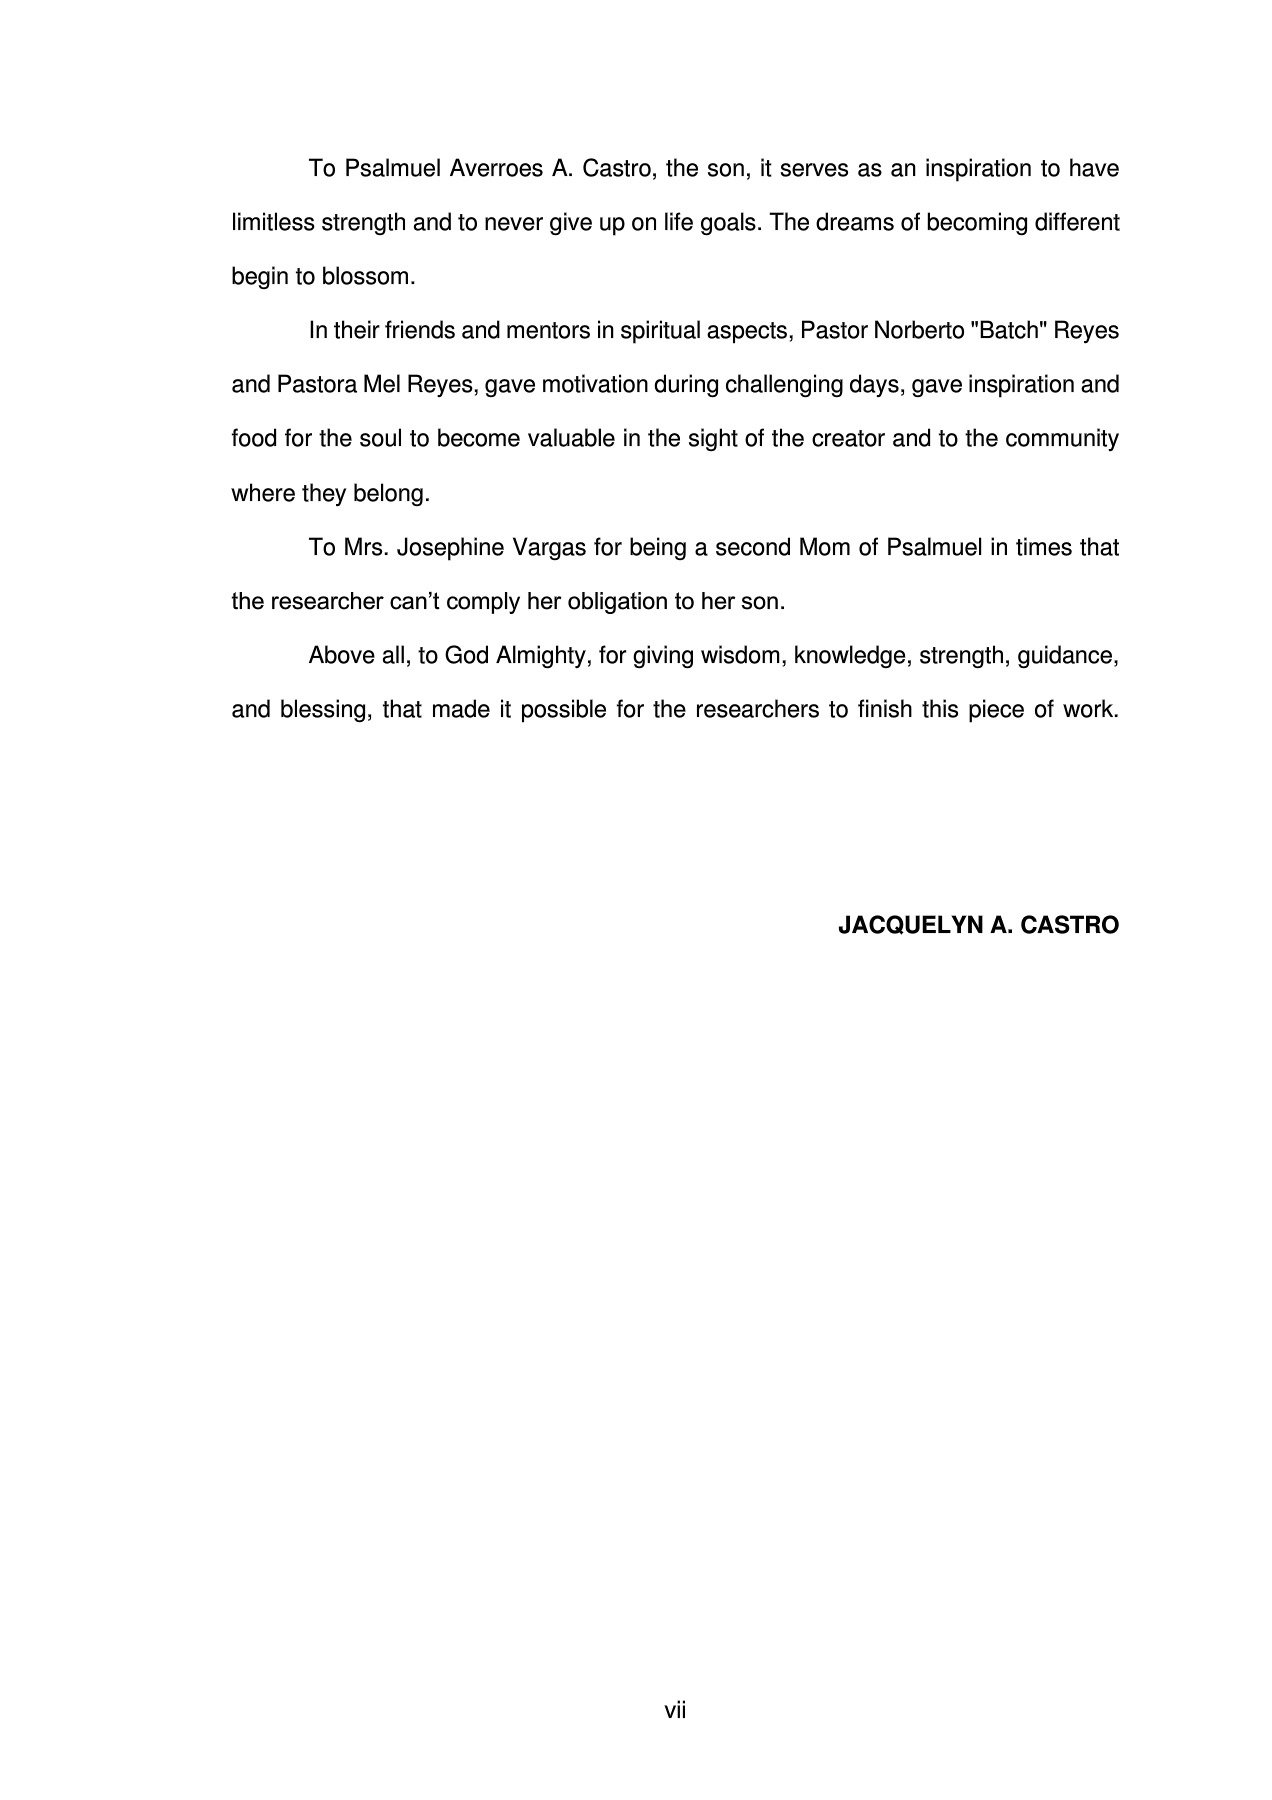 To Psalmuel Averroes A. Castro, the son, it serves as an inspiration to have
limitless strength and to never give up on life goals. The dreams of becoming different
begin to blossom.
In their friends and mentors in spiritual aspects, Pastor Norberto "Batch" Reyes
and Pastora Mel Reyes, gave motivation during challenging days, gave inspiration and
food for the soul to become valuable in the sight of the creator and to the community
where they belong.
To Mrs. Josephine Vargas for being a second Mom of Psalmuel in times that
the researcher can’t comply her obligation to her son.
Above all, to God Almighty, for giving wisdom, knowledge, strength, guidance,
and blessing, that made it possible for the researchers to finish this piece of work.
JACQUELYN A. CASTRO
vii